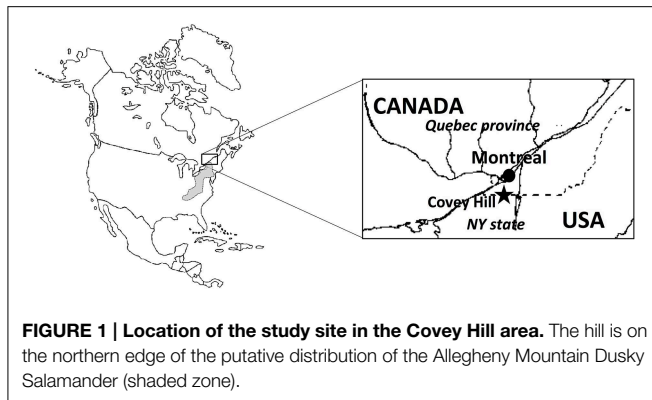 CANADA
Quebec province
Montreal
Covey Hill
NY state
USA
FIGURE 1 | Location of the study site in the Covey Hill area. The hill is on
the northern edge of the putative distribution of the Allegheny Mountain Dusky
Salamander (shaded zone).